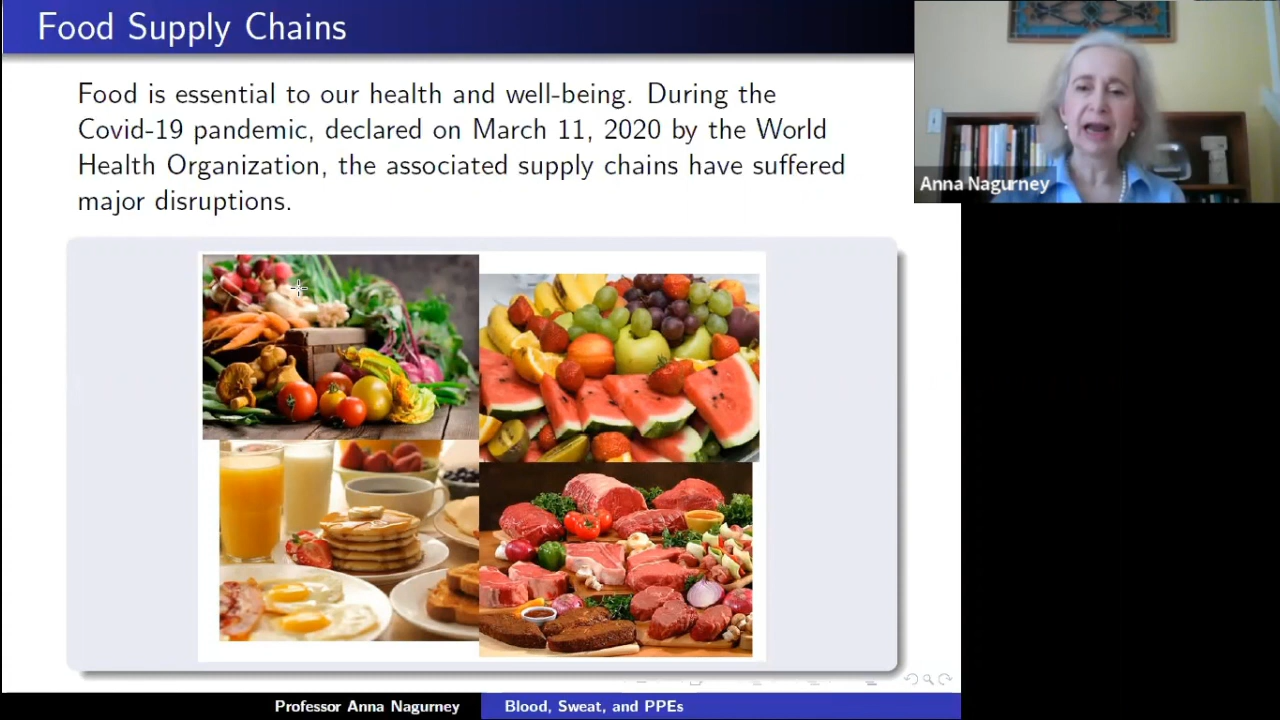 Food Supply Chains
Food is essential to our health and well-being. During the
Covid-19 pandemic, declared on March 11, 2020 by the World
Health Organization, the associated supply chains have suffered
major disruptions.
Anna Nagurney
Professor Anna Nagurney
Blood, Sweat, and PPEs